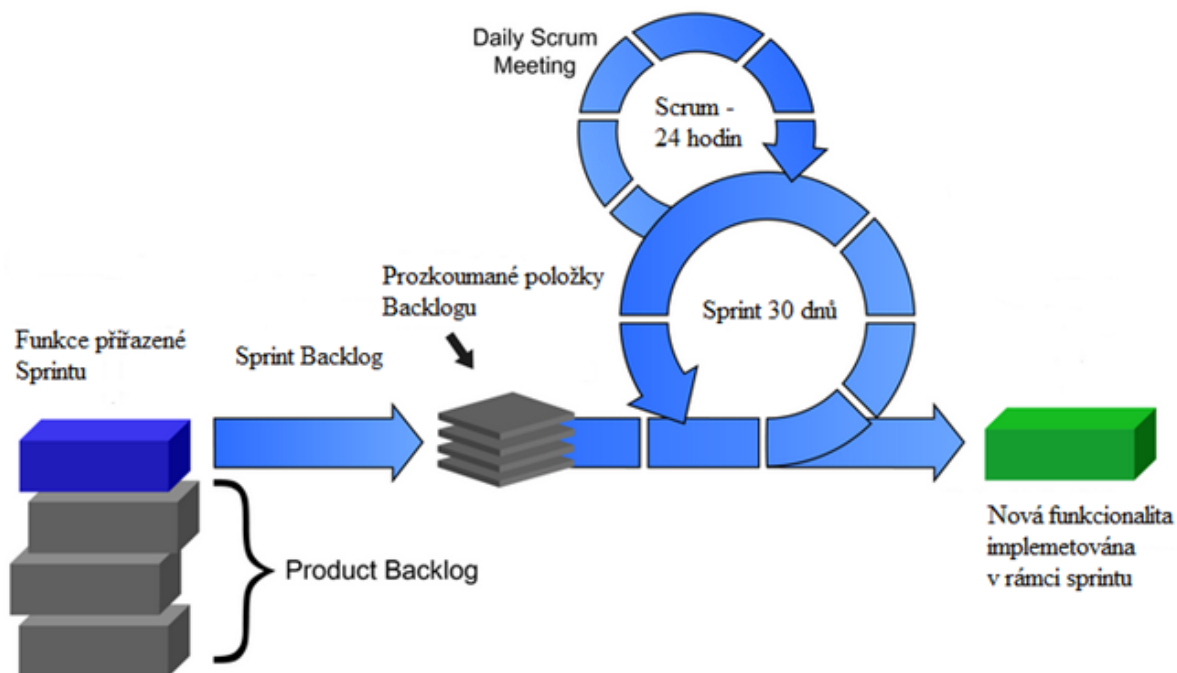 Daily Scrum
Meeting
Scrum -
24 hodin
Prozkoumané položky
Backlogu
Sprint 30 dnů
Funkce přiřazené
Sprintu
Sprint Backlog
Product Backlog
Nová funkcionalita
implemetována
v rámci sprintu